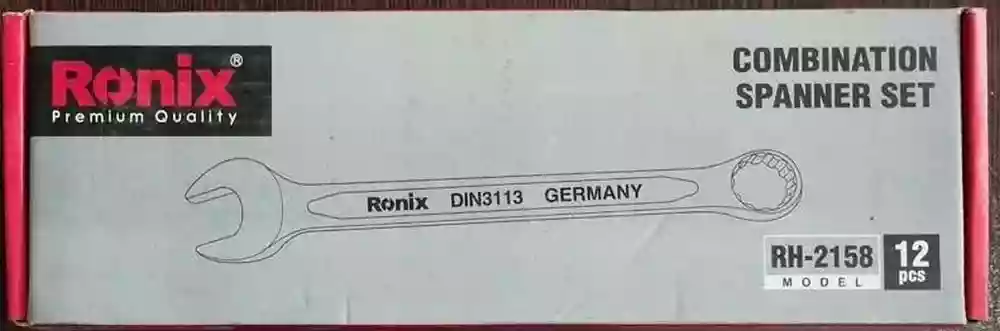 Ronix®
Premium Quality
COMBINATION
SPANNER SET
Ronix DIN3113 GERMANY
RH-2158
MODEL
12
pcs